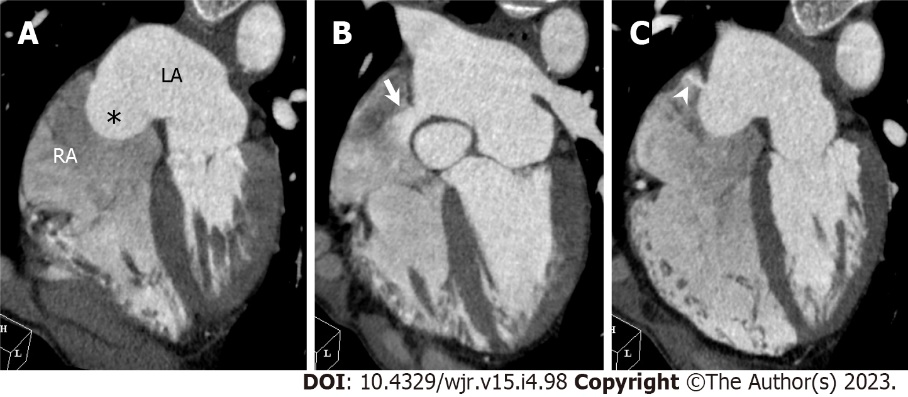 A
LA
*
RA
H
L
B
L
C
H
L
DOI: 10.4329/wjr.v15.i4.98 Copyright ©The Author(s) 2023.